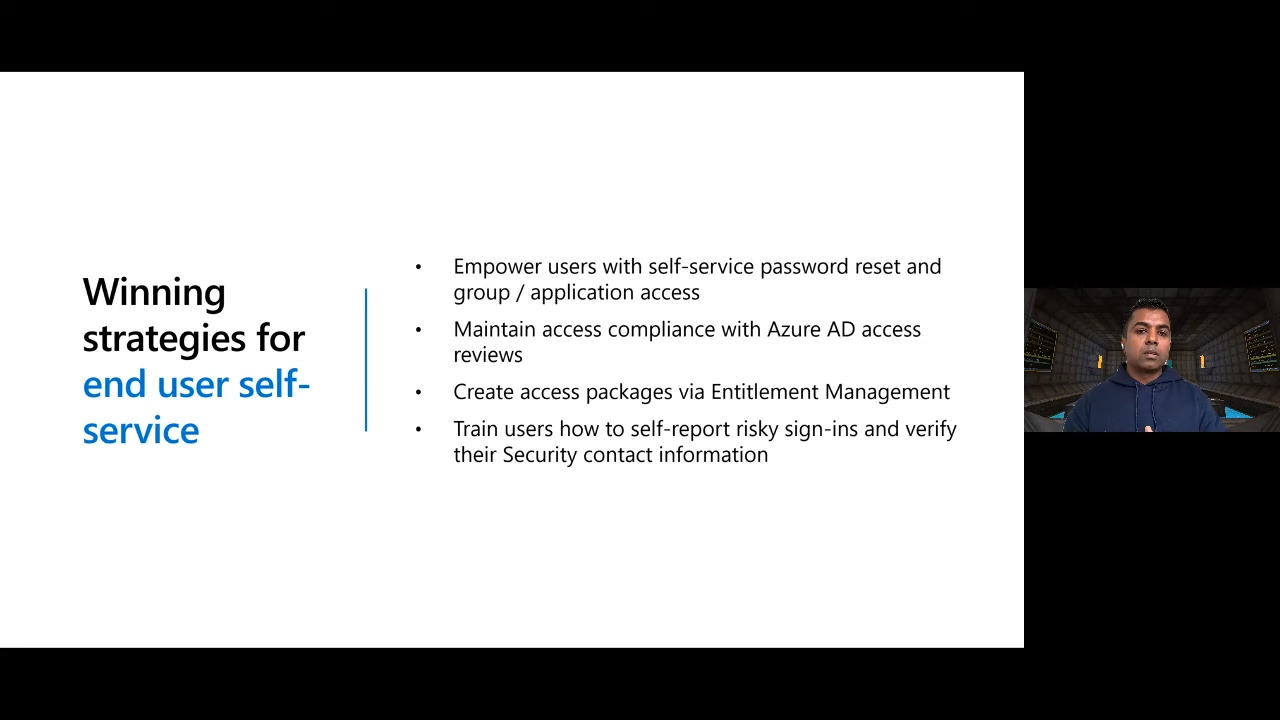 Winning
strategies for
end user self-
service
• Empower users with self-service password reset and
group / application access
• Maintain access compliance with Azure AD access
reviews
• Create access packages via Entitlement Management
• Train users how to self-report risky sign-ins and verify
their Security contact information